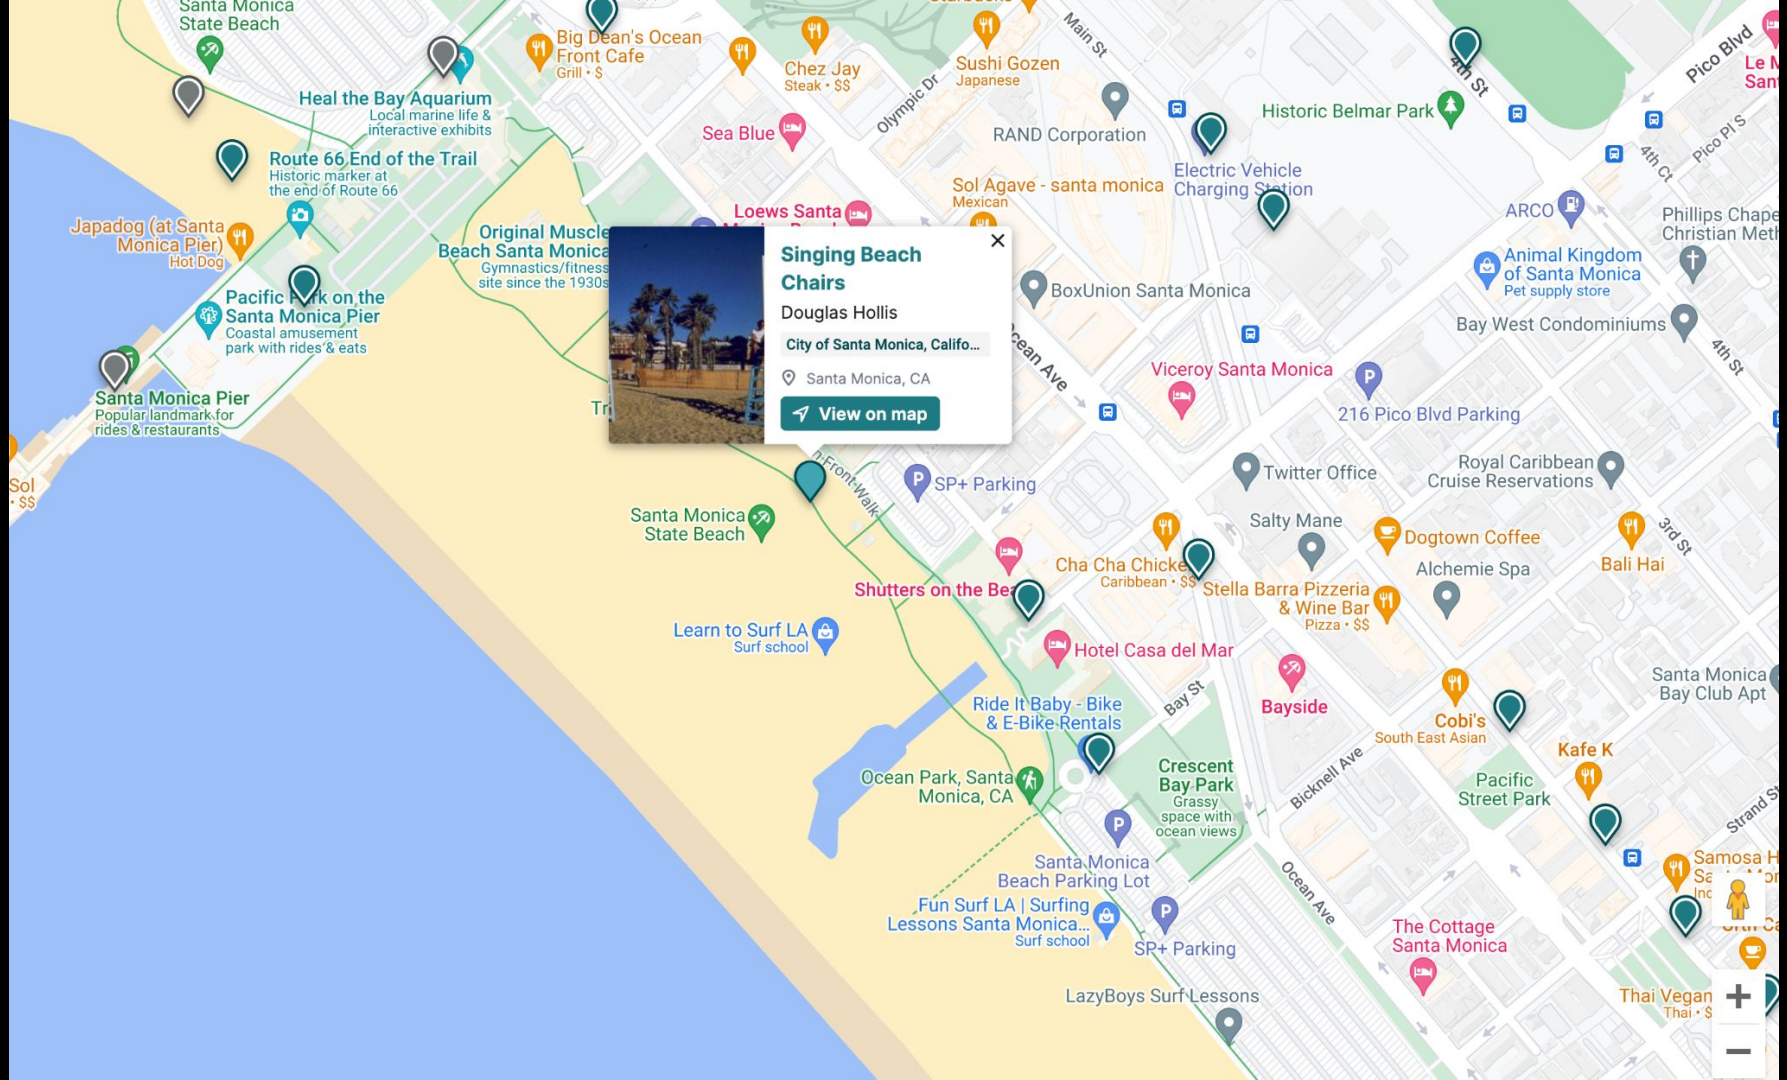 Santa Monica
State Beach
Big Dean's Ocean
Front Cafe
Grill • $
Chez Jay
Steak • $$
Sushi Gozen
Japanese
Main St
Olympic Dr
4th St
Pico Blvd
Heal the Bay Aquarium
Local marine life &
interactive exhibits
Sea Blue
RAND Corporation
Historic Belmar Park
Pico Pl S
4th Ct
Route 66 End of the Trail
Historic marker at
the end of Route 66
Electric Vehicle
Charging Station
Sol Agave - santa monica
Mexican
ARCO
Loews Santa
Phillips Chape
Christian Meth
Japadog (at Santa
Monica Pier)
Hot Dog
Original Muscle
Beach Santa Monica
Gymnastics/fitness
site since the 1930s
Singing Beach
Chairs
Douglas Hollis
City of Santa Monica, Califo...
Santa Monica, CA
View on map
Animal Kingdom
of Santa Monica
Pet supply store
BoxUnion Santa Monica
Bay West Condominiums
4th St
Pacific Park on the
Santa Monica Pier
Coastal amusement
park with rides & eats
Ocean Ave
Viceroy Santa Monica
216 Pico Blvd Parking
Santa Monica Pier
Popular landmark for
rides & restaurants
Tr
Sol
• $$
n-Front-Walk
SP+ Parking
Twitter Office
Royal Caribbean
Cruise Reservations
Santa Monica
State Beach
Salty Mane
Dogtown Coffee
3rd St
Bali Hai
Cha Cha Chicke
Caribbean • $$
Alchemie Spa
Shutters on the Bea
Stella Barra Pizzeria
& Wine Bar
Pizza • $$
Learn to Surf LA
Surf school
Hotel Casa del Mar
Bay St
Bayside
Santa Monica
Bay Club Apt
Ride It Baby - Bike
& E-Bike Rentals
Cobi's
South East Asian
Kafe K
Ocean Park, Santa
Monica, CA
Crescent
Bay Park
Grassy
space with
ocean views
Bicknell Ave
Pacific
Street Park
Strand S
Santa Monica
Beach Parking Lot
Samosa H
Ocean Ave
Fun Surf LA | Surfing
Lessons Santa Monica...
Surf school
SP+ Parking
The Cottage
Santa Monica
LazyBoys Surf Lessons
Thai Vegan
Thai • $